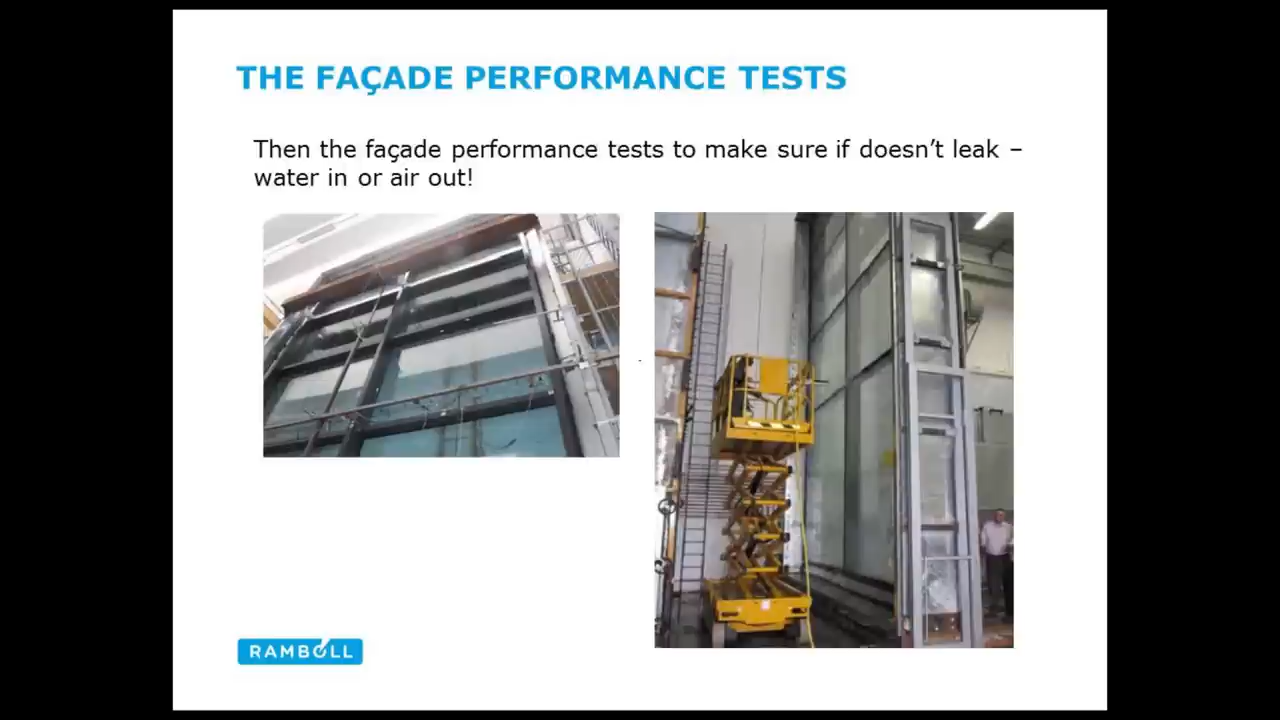 THE FAÇADE PERFORMANCE TESTS
Then the façade performance tests to make sure if doesn’t leak –
water in or air out!
RAMBOLL